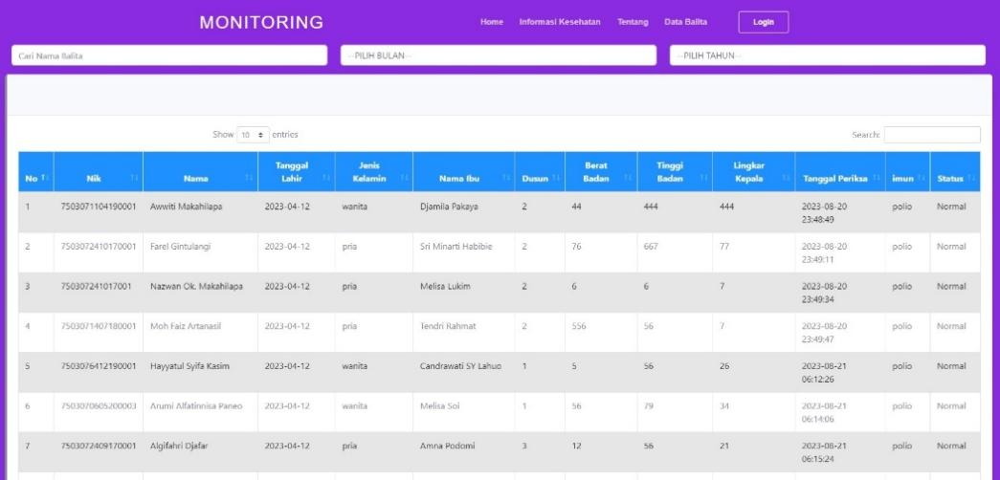 MONITORING
Home Informasi Kesehatan Tentang Data Balita Login
Cari Nama Balita --PILIH BULAN-- --PILIH TAHUN--
Show 10 entries Search:
No Nik Nama Tanggal Lahir Jenis Kelamin Nama Ibu Dusun Berat Badan Tinggi Badan Lingkar Kepala Tanggal Periksa imun Status
1 7503071104190001 Awwiti Makahilapa 2023-04-12 wanita Djamila Pakaya 2 44 444 444 2023-08-20 23:48:49 polio Normal
2 7503072410170001 Farel Gintulangi 2023-04-12 pria Sri Minarti Habibie 2 76 667 77 2023-08-20 23:49:11 polio Normal
3 750307241017001 Nazwan Ok. Makahilapa 2023-04-12 pria Melisa Lukim 2 6 6 7 2023-08-20 23:49:34 polio Normal
4 7503071407180001 Moh Faiz Artanasil 2023-04-12 pria Tendri Rahmat 2 556 56 7 2023-08-20 23:49:47 polio Normal
5 7503076412190001 Hayyatul Syifa Kasim 2023-04-12 wanita Candrawati SY Lahuo 1 5 56 26 2023-08-21 06:12:26 polio Normal
6 7503070605200003 Arumi Alfatinnisa Paneo 2023-04-12 wanita Melisa Soi 1 56 79 34 2023-08-21 06:14:06 polio Normal
7 7503072409170001 Algifahri Djafar 2023-04-12 pria Amna Podomi 3 12 56 21 2023-08-21 06:15:24 polio Normal